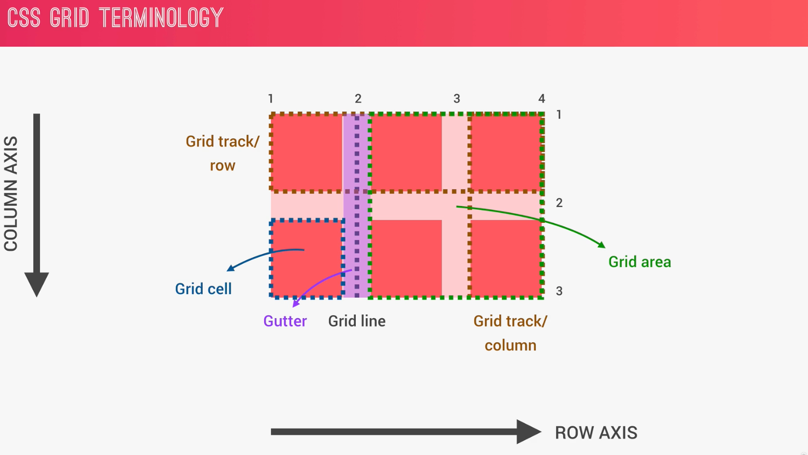 CSS GRID TERMINOLOGY
1 2 3 4
1
Grid track/
row
COLUMN AXIS
2
Grid area
Grid cell
3
Gutter
Grid line
Grid track/
column
ROW AXIS